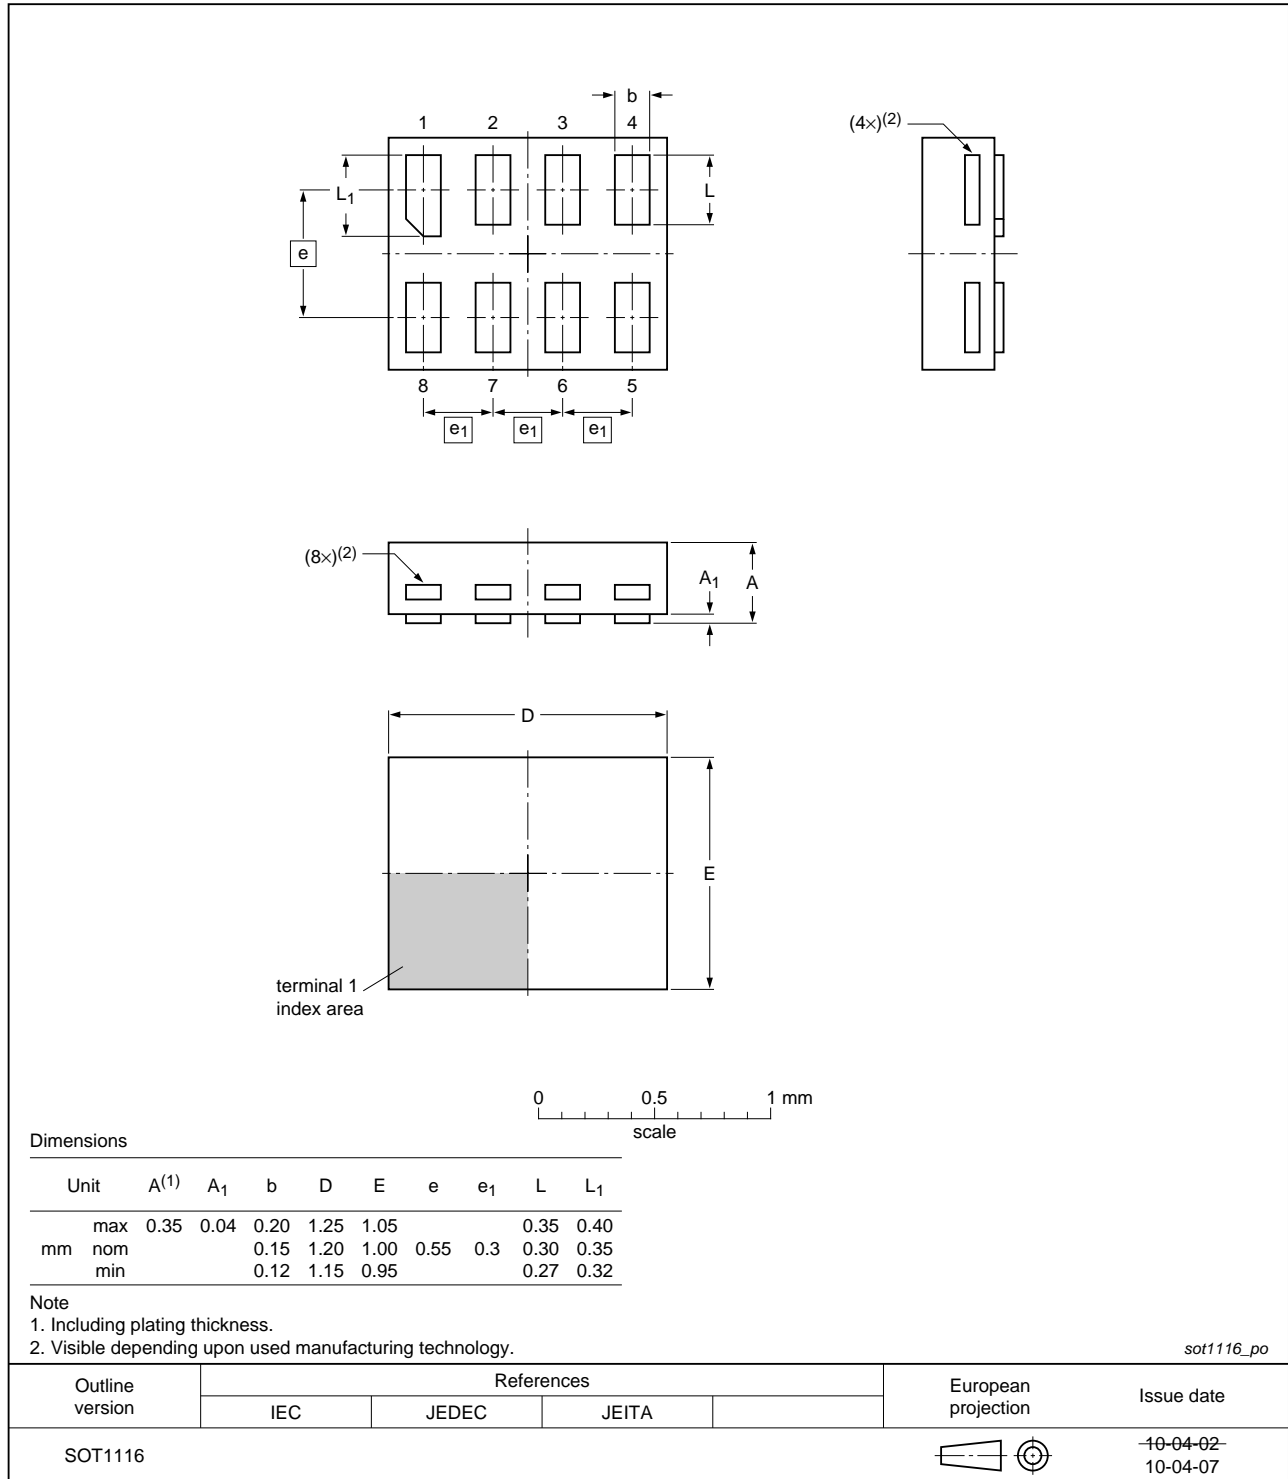 b
1 2 3 4
(4×)(2)
L1
L
e
8 7 6 5
e1 e1 e1
(8×)(2)
A1
A
D
E
terminal 1
index area
0 0.5 1 mm
scale
Dimensions
Unit A(1) A1 b D E e e1 L L1
max 0.35 0.04 0.20 1.25 1.05 0.35 0.40
mm nom 0.15 1.20 1.00 0.55 0.3 0.30 0.35
min 0.12 1.15 0.95 0.27 0.32
Note
1. Including plating thickness.
2. Visible depending upon used manufacturing technology.
sot1116_po
Outline
version
References
IEC JEDEC JEITA
European
projection
Issue date
SOT1116
10-04-02
10-04-07